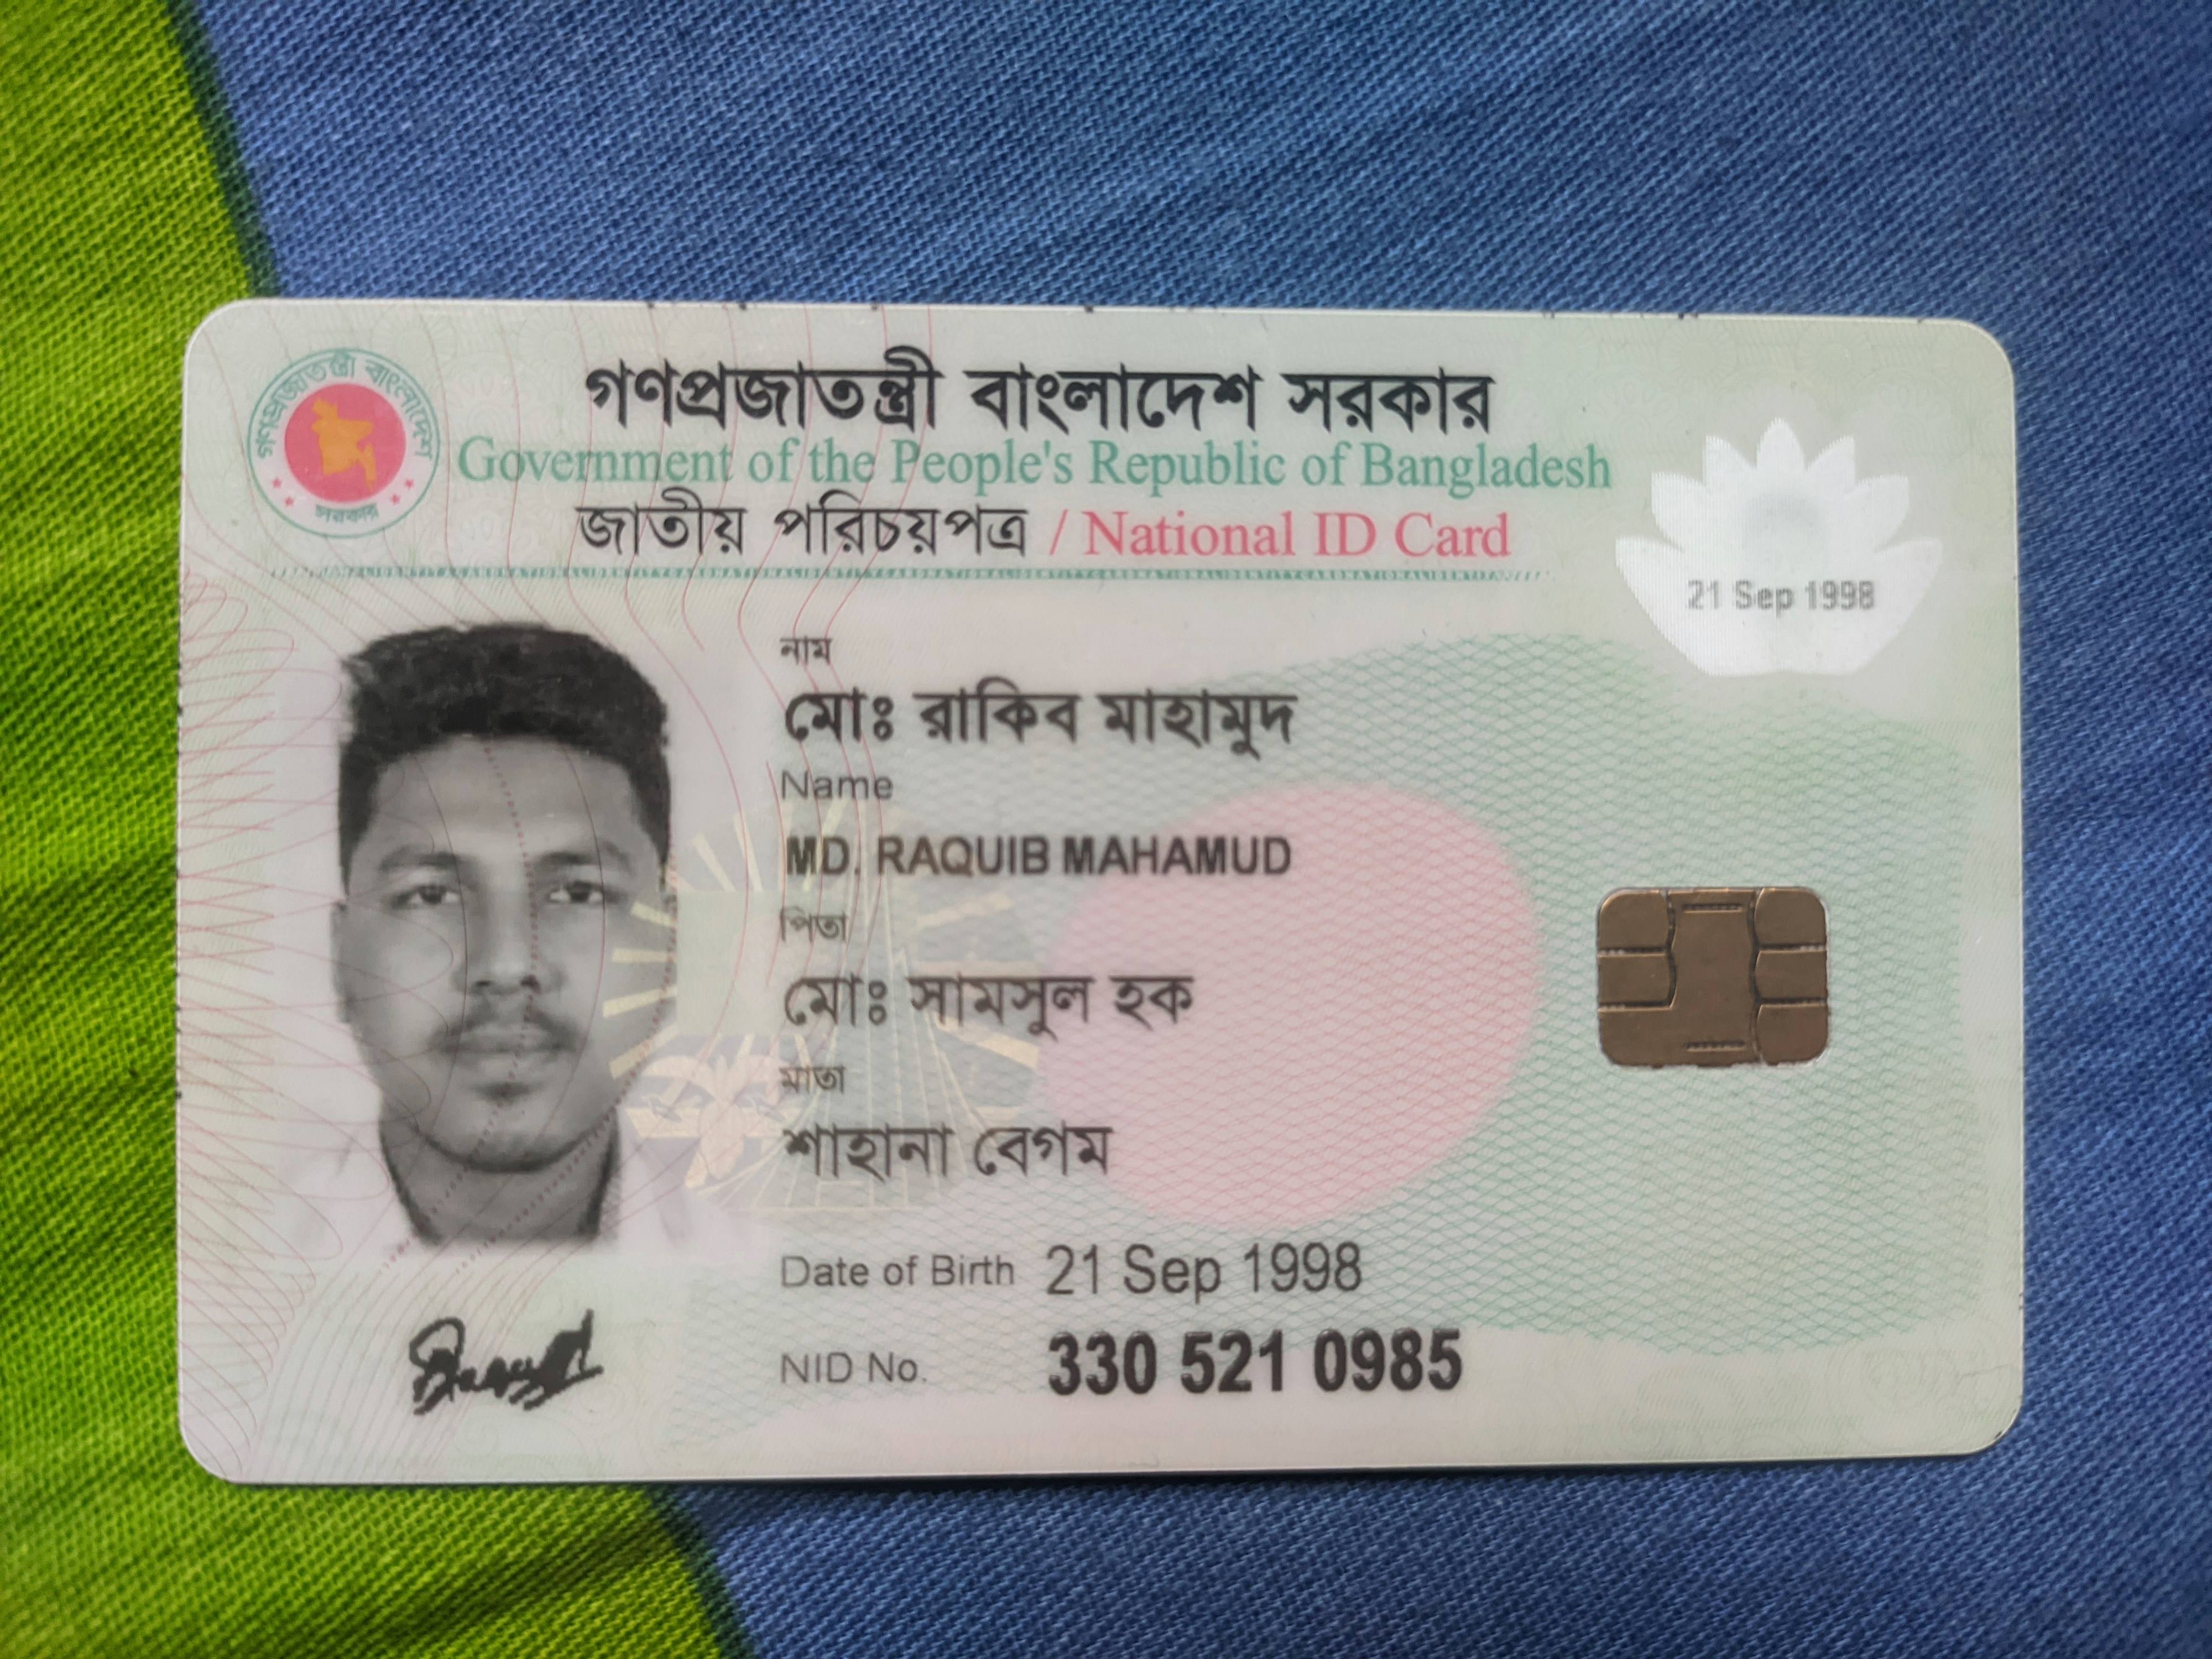 গণপ্রজাতন্ত্রী বাংলাদেশ সরকার
Government of the People's Republic of Bangladesh
জাতীয় পরিচয়পত্র / National ID Card
গণপ্রজাতন্ত্রী বাংলাদেশ
সরকার
21 Sep 1998
নাম
মোঃ রাকিব মাহামুদ
Name
MD. RAQUIB MAHAMUD
পিতা
মোঃ সামসুল হক
মাতা
শাহানা বেগম
Date of Birth 21 Sep 1998
NID No. 330 521 0985